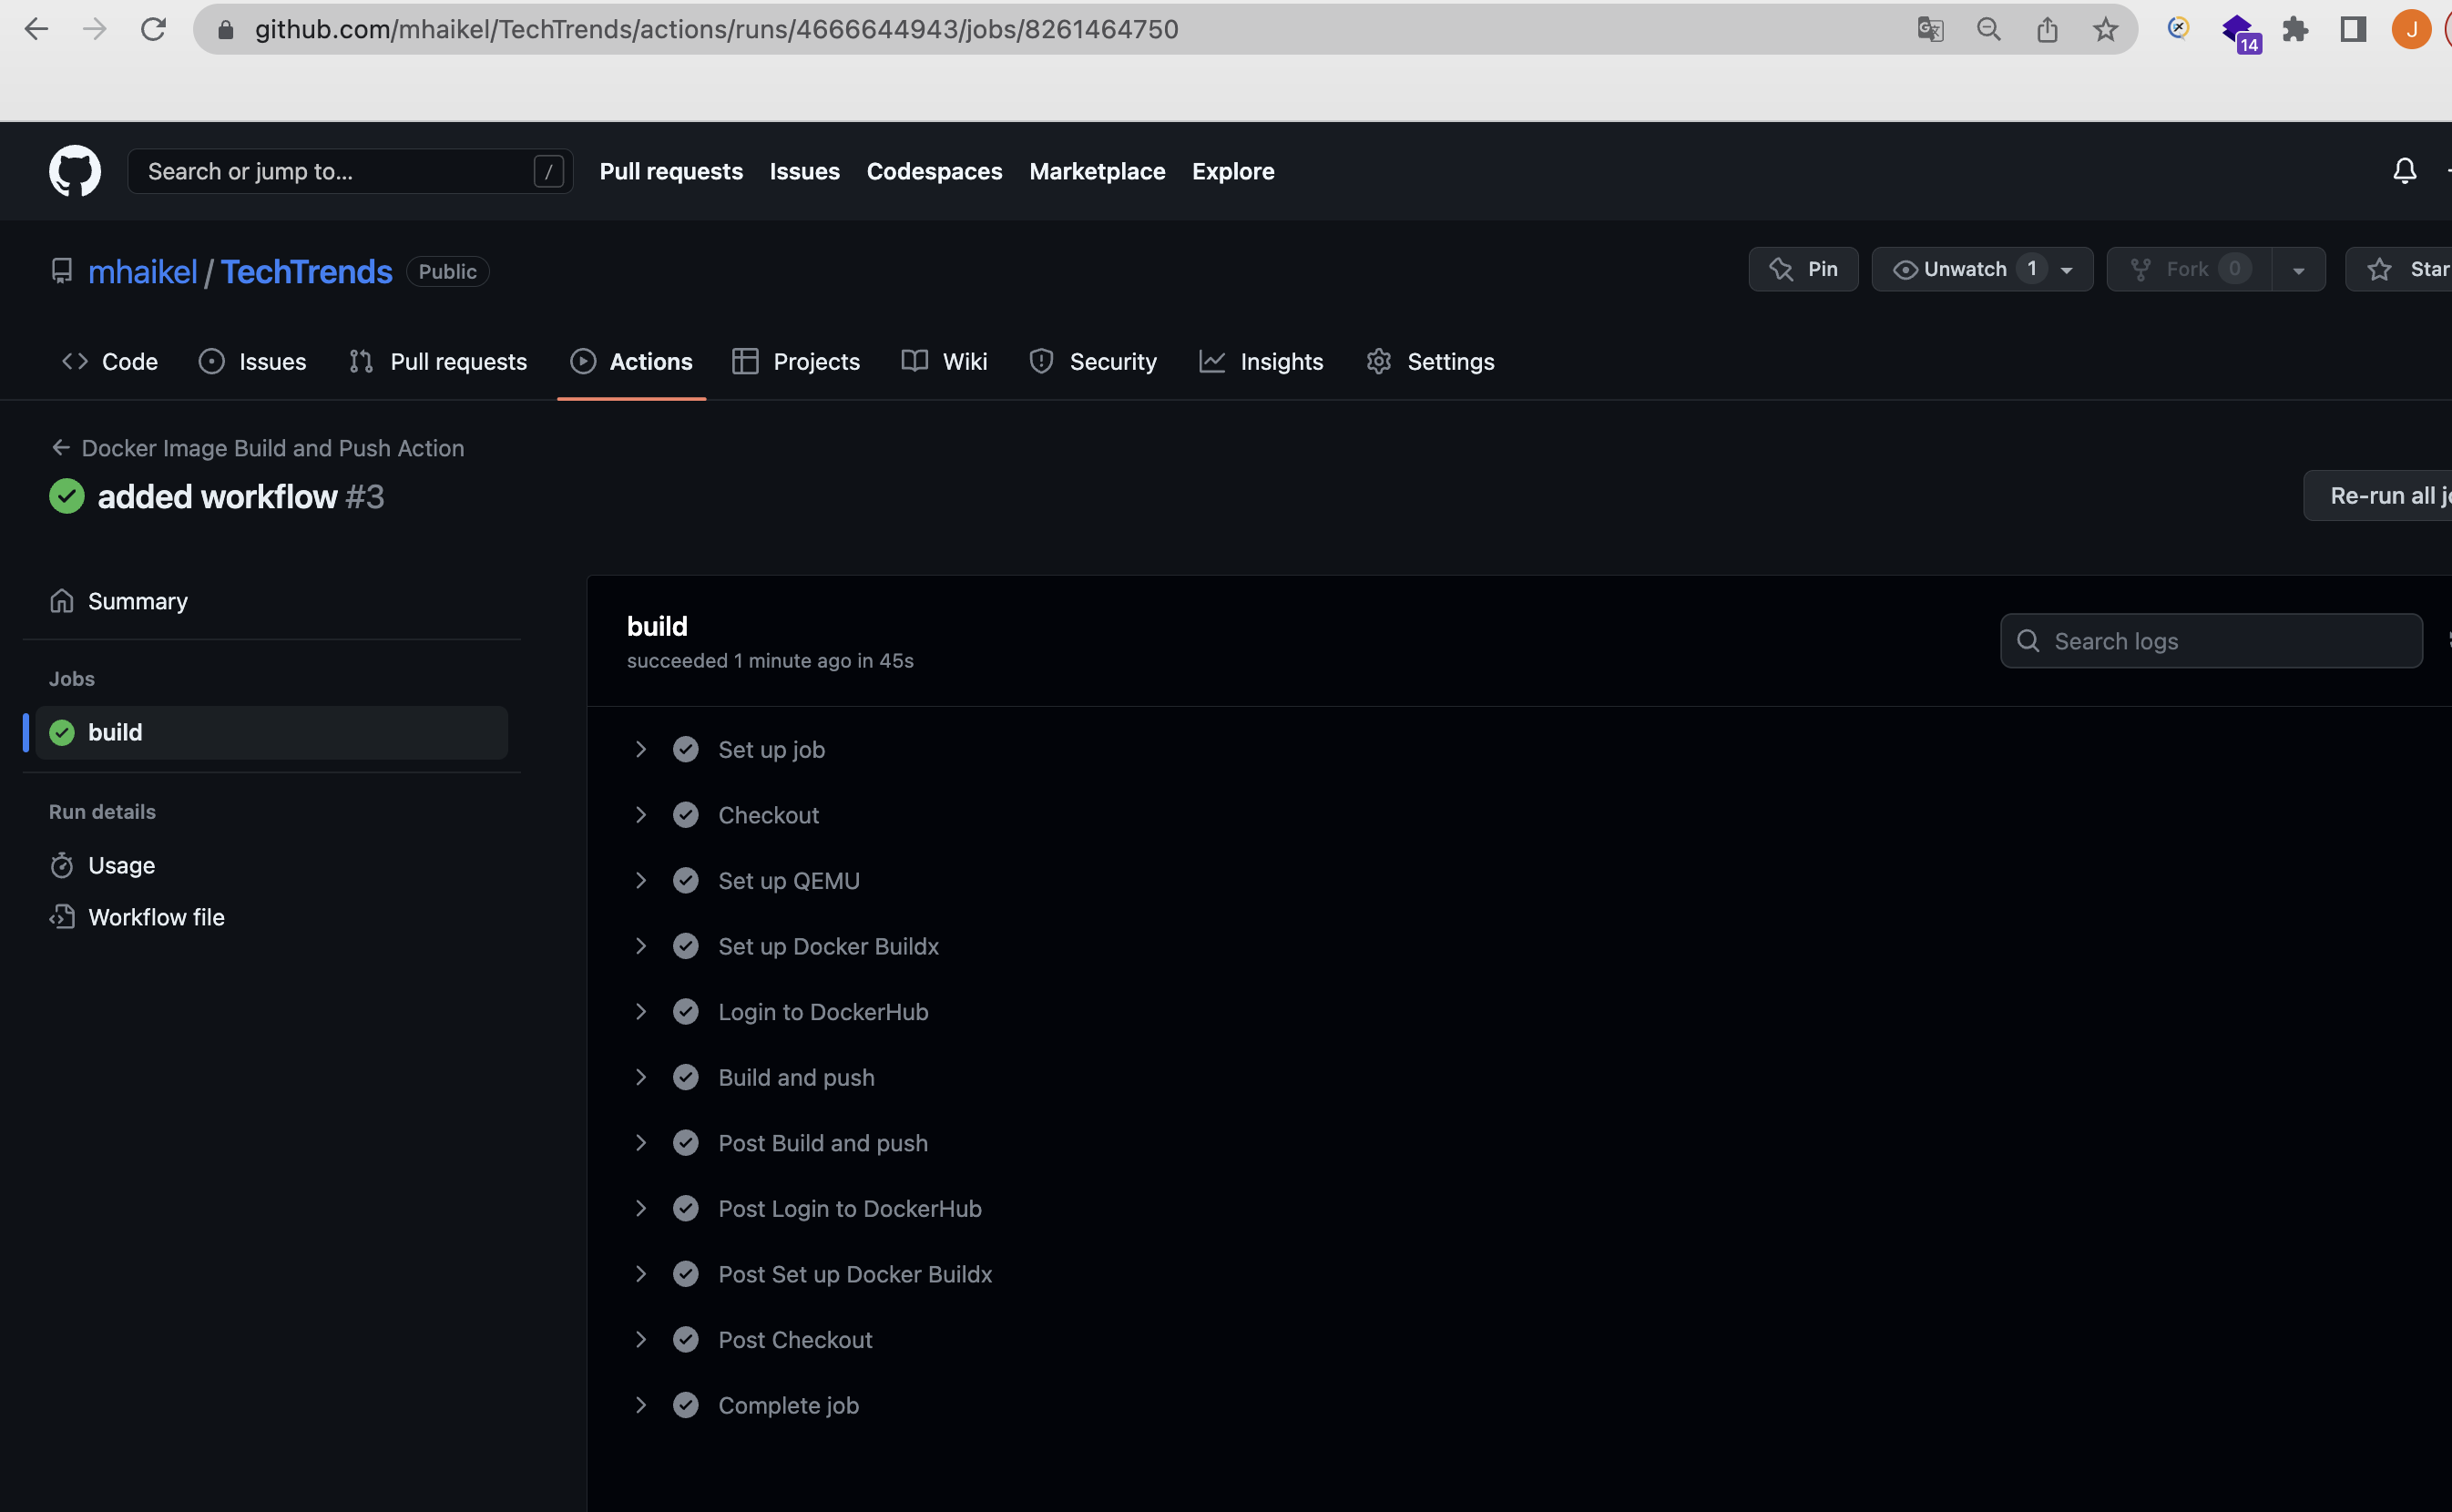 github.com/mhaikel/TechTrends/actions/runs/4666644943/jobs/8261464750
14
J
Search or jump to... /
Pull requests Issues Codespaces Marketplace Explore
mhaikel / TechTrends Public
Pin Unwatch 1 Fork 0 Star
Code Issues Pull requests Actions Projects Wiki Security Insights Settings
Docker Image Build and Push Action
added workflow #3
Re-run all j
Summary
Jobs
build
Run details
Usage
Workflow file
build
succeeded 1 minute ago in 45s
Search logs
Set up job
Checkout
Set up QEMU
Set up Docker Buildx
Login to DockerHub
Build and push
Post Build and push
Post Login to DockerHub
Post Set up Docker Buildx
Post Checkout
Complete job